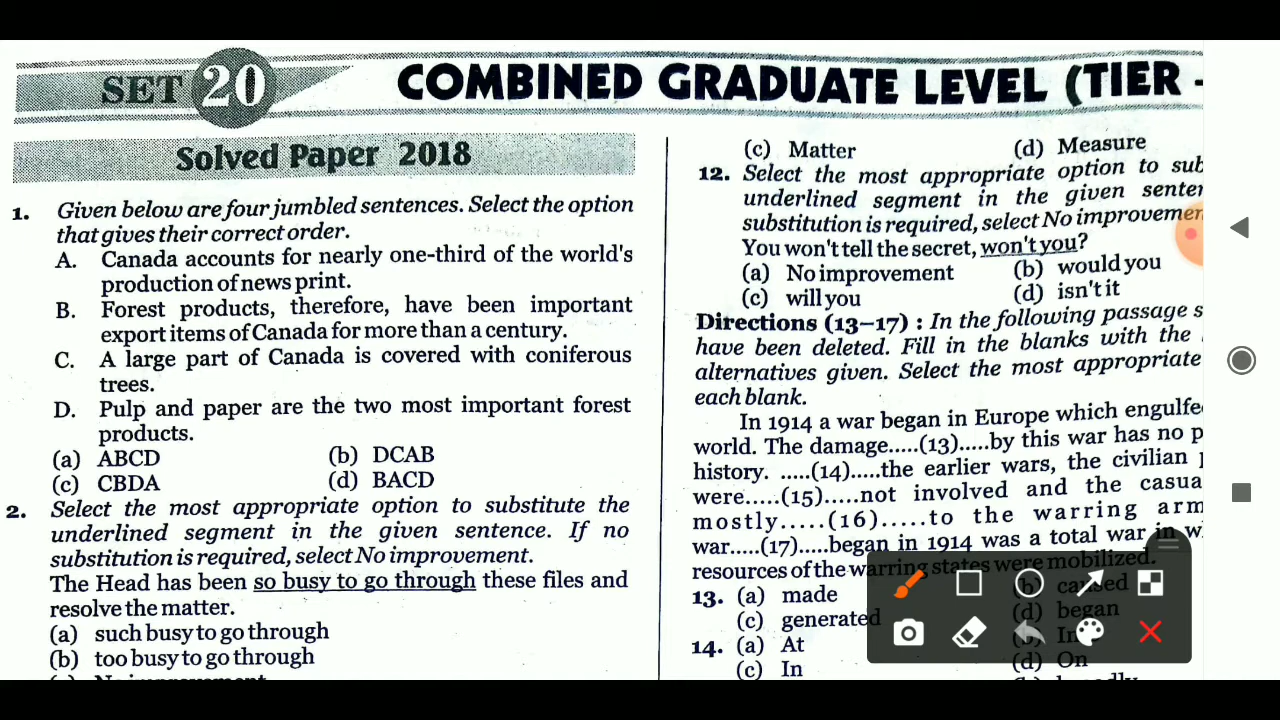 SET 20 COMBINED GRADUATE LEVEL (TIER -
Solved Paper 2018
1. Given below are four jumbled sentences. Select the option
that gives their correct order.
A. Canada accounts for nearly one-third of the world's
production of news print.
B. Forest products, therefore, have been important
export items of Canada for more than a century.
C. A large part of Canada is covered with coniferous
trees.
D. Pulp and paper are the two most important forest
products.
(a) ABCD (b) DCAB
(c) CBDA (d) BACD
2. Select the most appropriate option to substitute the
underlined segment in the given sentence. If no
substitution is required, select No improvement.
The Head has been so busy to go through these files and
resolve the matter.
(a) such busy to go through
(b) too busy to go through
(c) Matter (d) Measure
12. Select the most appropriate option to sub
underlined segment in the given senten
substitution is required, select No improvemen
You won't tell the secret, won't you?
(a) No improvement (b) would you
(c) will you (d) isn't it
Directions (13–17) : In the following passage s
have been deleted. Fill in the blanks with the
alternatives given. Select the most appropriate
each blank.
In 1914 a war began in Europe which engulfe
world. The damage.....(13).....by this war has no p
history. .....(14).....the earlier wars, the civilian
were.....(15).....not involved and the casua
mostly.....(16).....to the warring arm
war.....(17).....began in 1914 was a total war in w
resources of the warring states were mobilized.
13. (a) made (b) caused
(c) generated (d) began
14. (a) At
(c) In (d) On